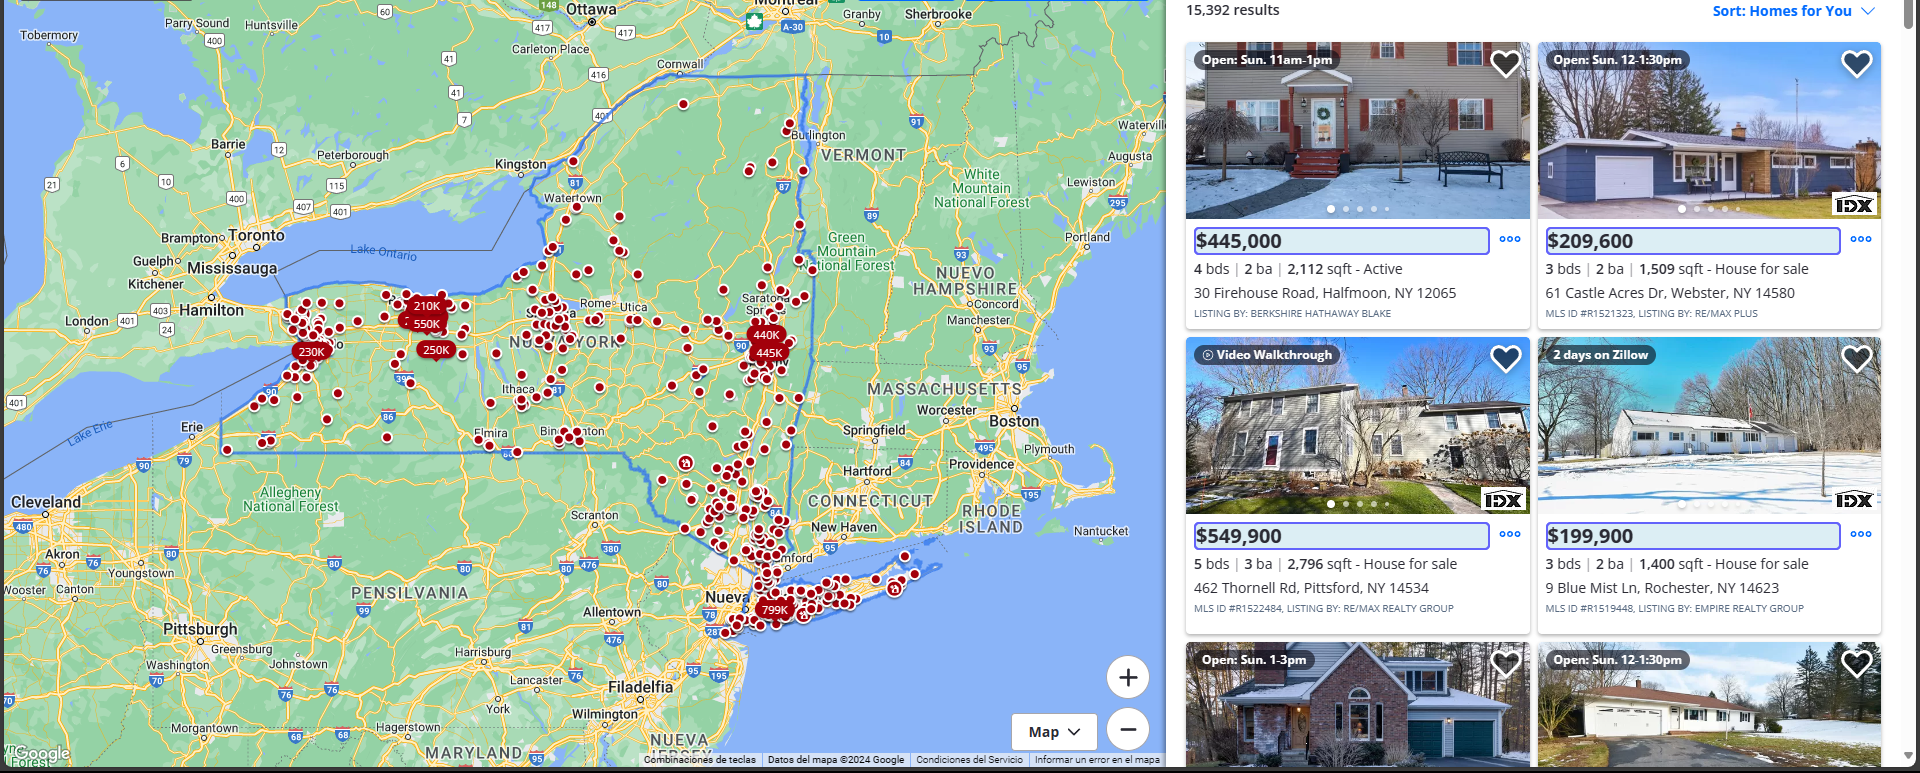 15,392 results
Sort: Homes for You
Open: Sun. 11am-1pm
$445,000
4 bds | 2 ba | 2,112 sqft - Active
30 Firehouse Road, Halfmoon, NY 12065
LISTING BY: BERKSHIRE HATHAWAY BLAKE
Open: Sun. 12-1:30pm
IDX
$209,600
3 bds | 2 ba | 1,509 sqft - House for sale
61 Castle Acres Dr, Webster, NY 14580
MLS ID #R1521323, LISTING BY: RE/MAX PLUS
Video Walkthrough
IDX
$549,900
5 bds | 3 ba | 2,796 sqft - House for sale
462 Thornell Rd, Pittsford, NY 14534
MLS ID #R1522484, LISTING BY: RE/MAX REALTY GROUP
2 days on Zillow
IDX
$199,900
3 bds | 2 ba | 1,400 sqft - House for sale
9 Blue Mist Ln, Rochester, NY 14623
MLS ID #R1519448, LISTING BY: EMPIRE REALTY GROUP
Open: Sun. 1-3pm
Open: Sun. 12-1:30pm
Ottawa
Montreal
Granby
Sherbrooke
Parry Sound
Huntsville
Tobermory
Carleton Place
Cornwall
Barrie
Peterborough
Kingston
Burlington
VERMONT
Waterville
Augusta
Lewiston
White
Mountain
National Forest
Watertown
Brampton
Toronto
Lake Ontario
Guelph
Mississauga
Kitchener
Hamilton
London
Green
Mountain
National Forest
Portland
NUEVO
HAMPSHIRE
Concord
Manchester
Rome
Utica
Saratoga
Springs
NUEVA YORK
210K
550K
250K
230K
440K
445K
799K
Ithaca
MASSACHUSETTS
Worcester
Boston
Springfield
Plymouth
Providence
Hartford
CONNECTICUT
RHODE
ISLAND
New Haven
Nantucket
Lake Erie
Erie
Elmira
Binghamton
Cleveland
Allegheny
National Forest
Scranton
Akron
Youngstown
Wooster
Canton
PENSILVANIA
Allentown
Nueva
Pittsburgh
Greensburg
Johnstown
Washington
Harrisburg
Lancaster
Filadelfia
York
Wilmington
Morgantown
Hagerstown
MARYLAND
NUEVA
JERSEY
Google
Map
Combinaciones de teclas
Datos del mapa ©2024 Google
Condiciones del Servicio
Informar un error en el mapa